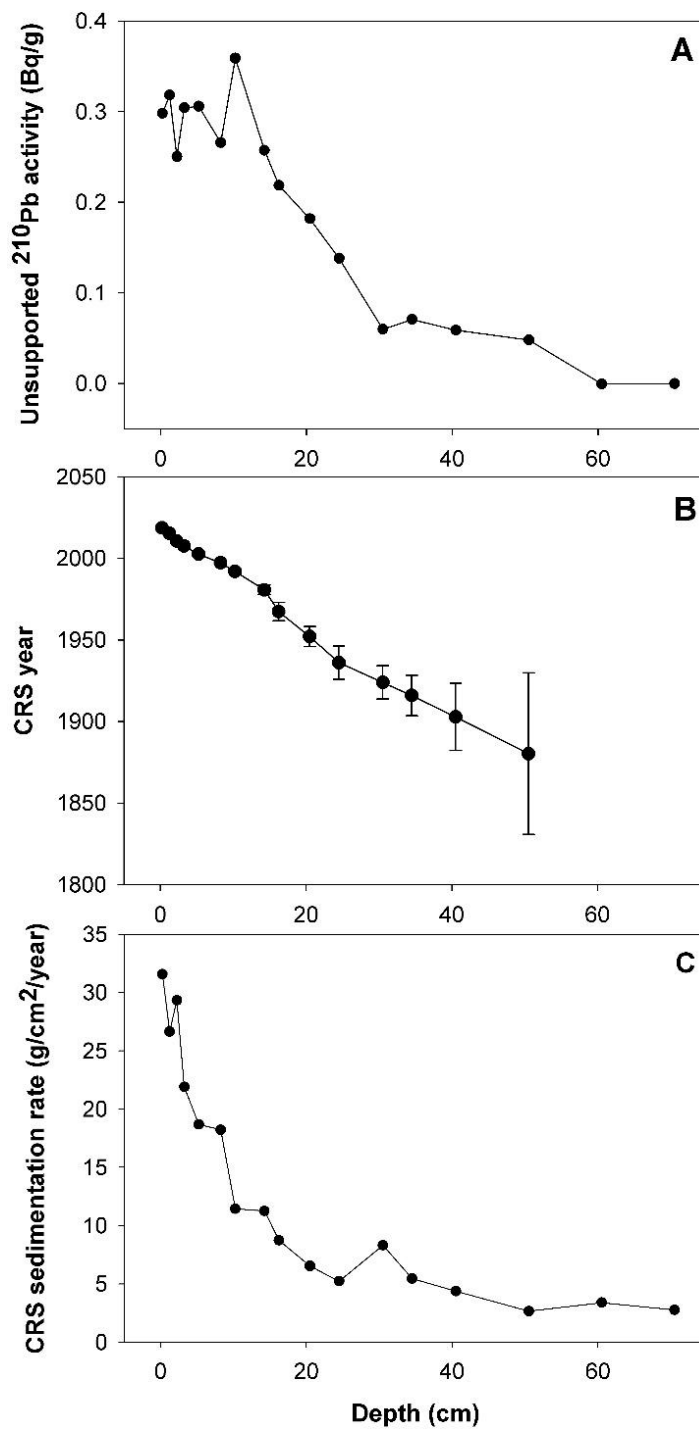 0.4
A
0.3
0.2
0.1
0.0
Unsupported ²¹⁰Pb activity (Bq/g)
0 20 40 60
2050
B
2000
1950
1900
1850
1800
CRS year
0 20 40 60
35
C
30
25
20
15
10
5
0
CRS sedimentation rate (g/cm²/year)
0 20 40 60
Depth (cm)